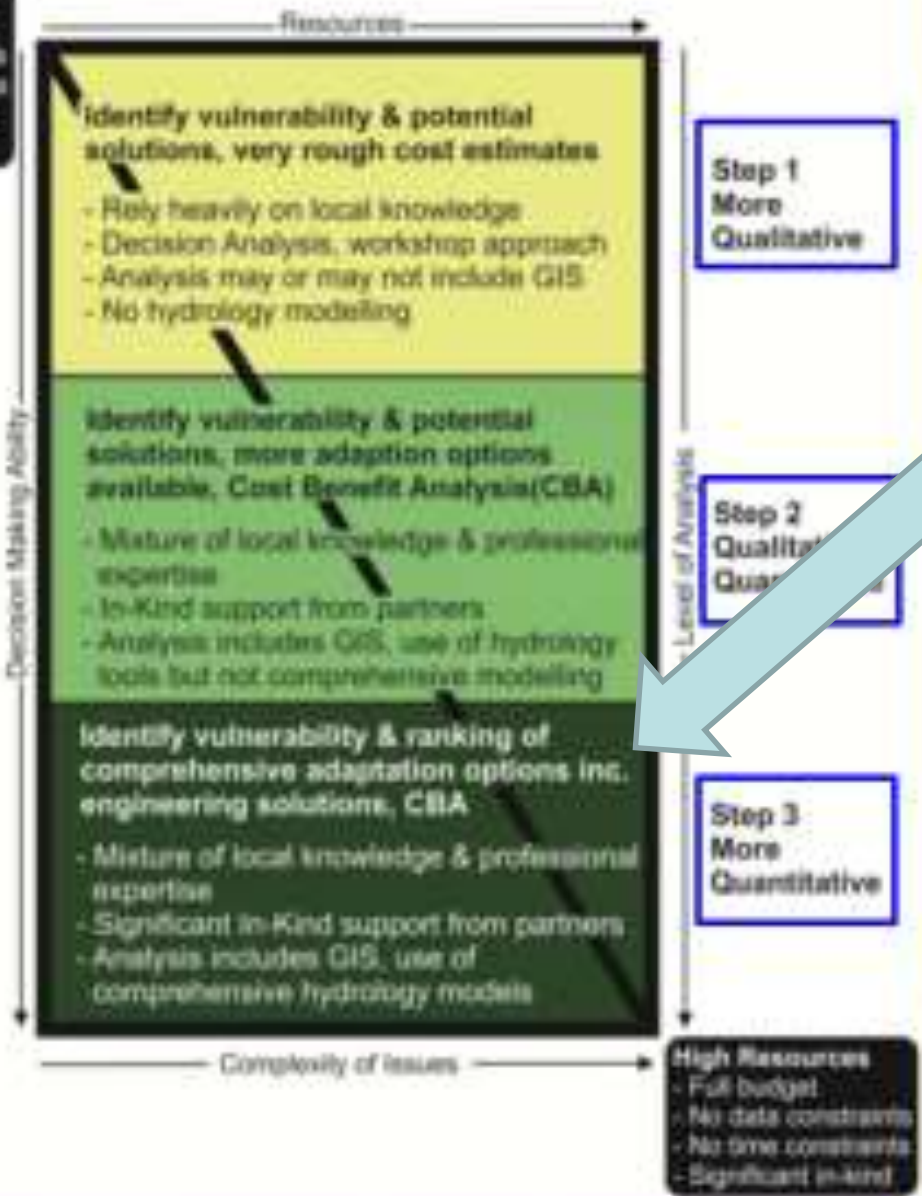 Resources
Identify vulnerability & potential
solutions, very rough cost estimates
- Rely heavily on local knowledge
- Decision Analysis, workshop approach
- Analysis may or may not include GIS
- No hydrology modelling
Step 1
More
Qualitative
Decision Making Ability
Level of Analysis
Identify vulnerability & potential
solutions, more adaption options
available, Cost Benefit Analysis(CBA)
- Mixture of local knowledge & professional
expertise
- In-Kind support from partners
- Analysis includes GIS, use of hydrology
tools but not comprehensive modelling
Step 2
Identify vulnerability & ranking of
comprehensive adaptation options inc.
engineering solutions, CBA
- Mixture of local knowledge & professional
expertise
- Significant In-Kind support from partners
- Analysis includes GIS, use of
comprehensive hydrology models
Step 3
More
Quantitative
Complexity of Issues
High Resources
- Full budget
- No data constraints
- No time constraints
- Significant in-kind